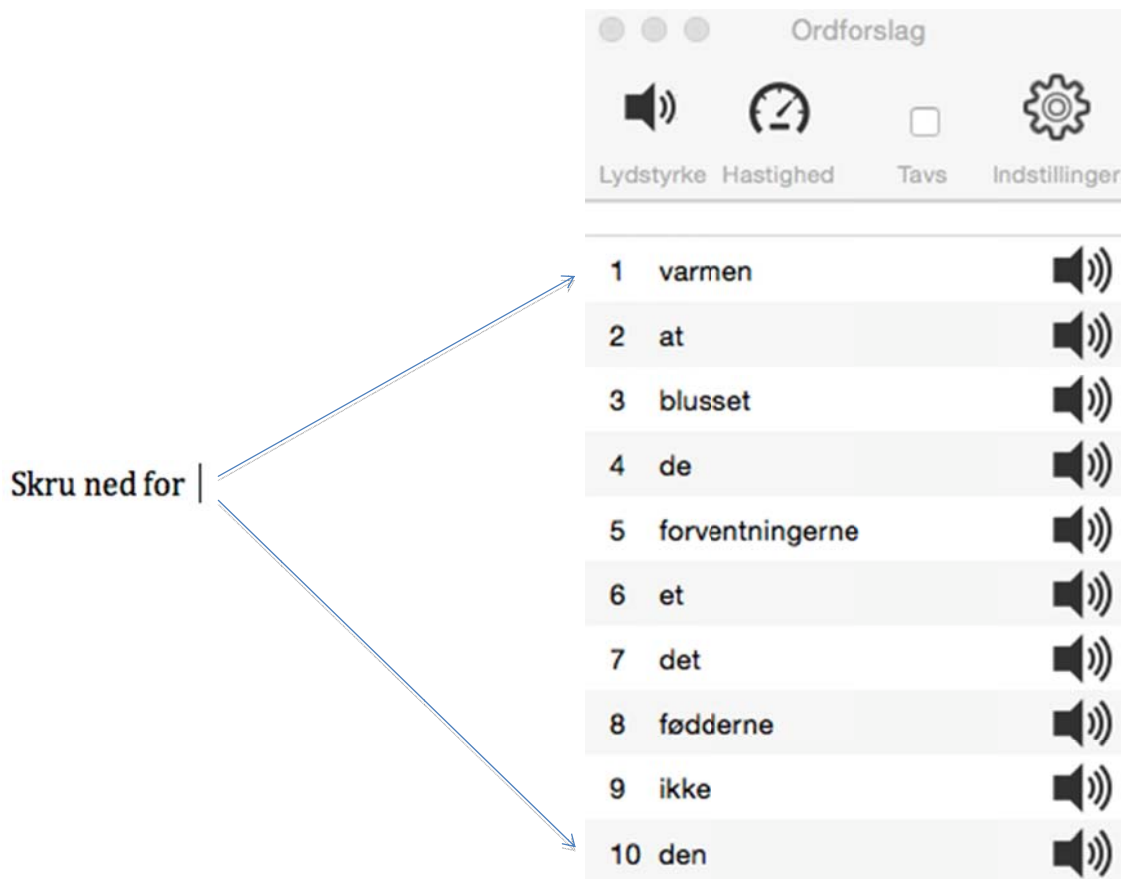 Ordforslag
Lydstyrke Hastighed Tavs Indstillinger
1 varmen
2 at
3 blusset
4 de
Skru ned for
5 forventningerne
6 et
7 det
8 fødderne
9 ikke
10 den